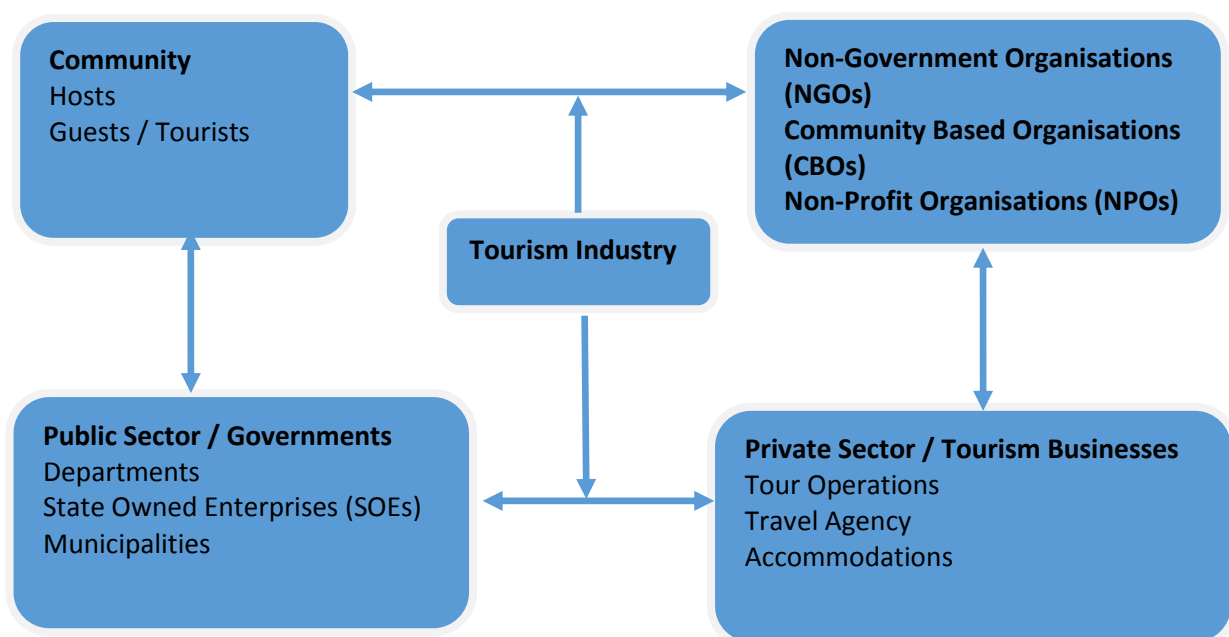 Community
Hosts
Guests / Tourists
Non-Government Organisations
(NGOs)
Community Based Organisations
(CBOs)
Non-Profit Organisations (NPOs)
Tourism Industry
Public Sector / Governments
Departments
State Owned Enterprises (SOEs)
Municipalities
Private Sector / Tourism Businesses
Tour Operations
Travel Agency
Accommodations